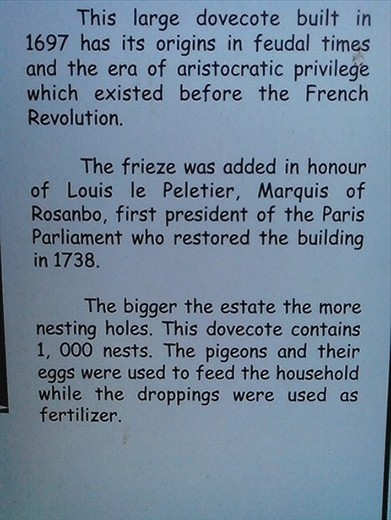 This large dovecote built in
1697 has its origins in feudal times
and the era of aristocratic privilege
which existed before the French
Revolution.
The frieze was added in honour
of Louis le Peletier, Marquis of
Rosanbo, first president of the Paris
Parliament who restored the building
in 1738.
The bigger the estate the more
nesting holes. This dovecote contains
1, 000 nests. The pigeons and their
eggs were used to feed the household
while the droppings were used as
fertilizer.